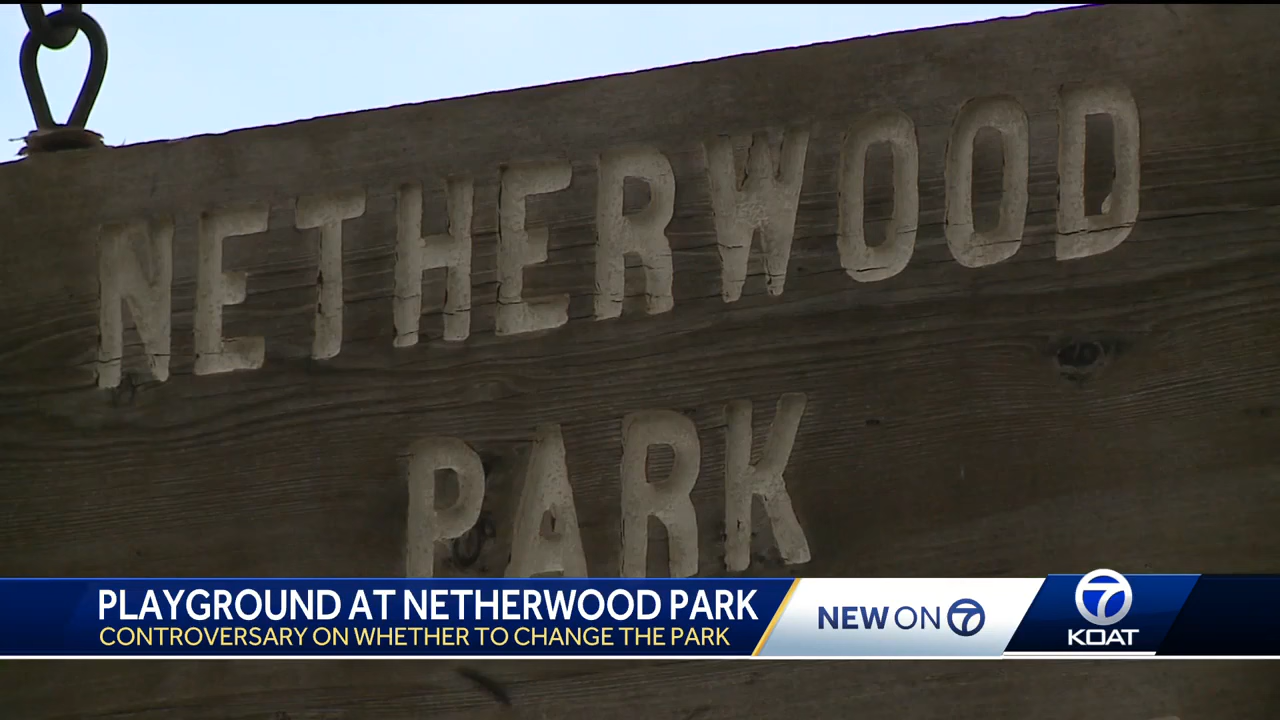 NETHERWOOD
PARK
PLAYGROUND AT NETHERWOOD PARK
CONTROVERSARY ON WHETHER TO CHANGE THE PARK
NEW ON 7
7
KOAT